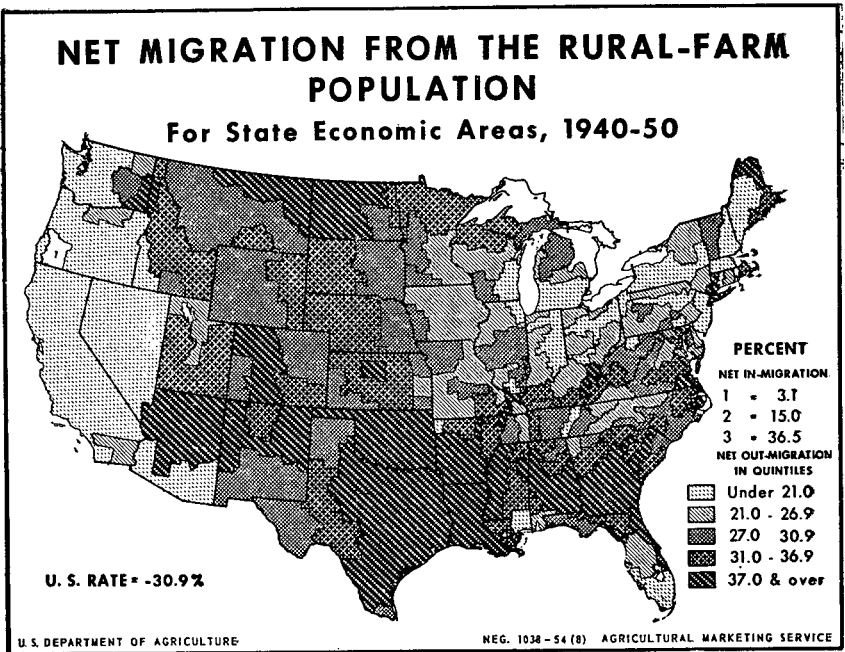 NET MIGRATION FROM THE RURAL-FARM
POPULATION
For State Economic Areas, 1940-50
1
3
2
PERCENT
NET IN-MIGRATION
1 = 3.1
2 = 15.0
3 = 36.5
NET OUT-MIGRATION
IN QUINTILES
Under 21.0
21.0 - 26.9
27.0 30.9
31.0 - 36.9
37.0 & over
U. S. RATE = -30.9%
U. S. DEPARTMENT OF AGRICULTURE
NEG. 1038 - 54 (8) AGRICULTURAL MARKETING SERVICE